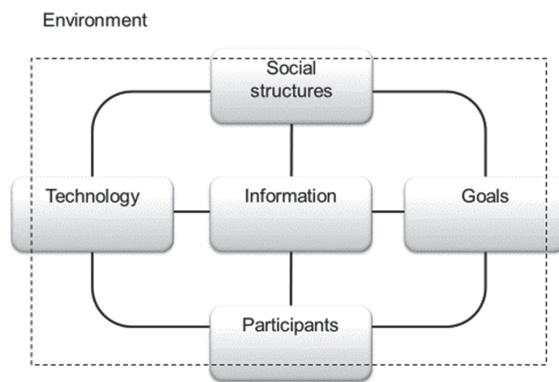 Environment
Social
structures
Technology
Information
Goals
Participants